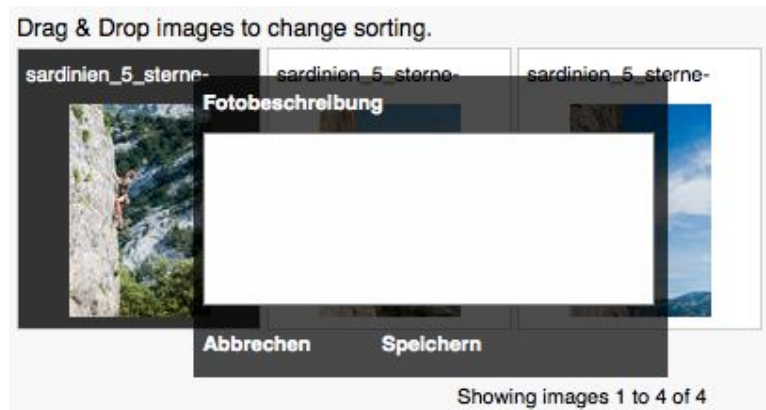 Drag & Drop images to change sorting.
sardinien_5_sterne- sardinien_5_sterne- sardinien_5_sterne-
Fotobeschreibung
Abbrechen Speichern
Showing images 1 to 4 of 4